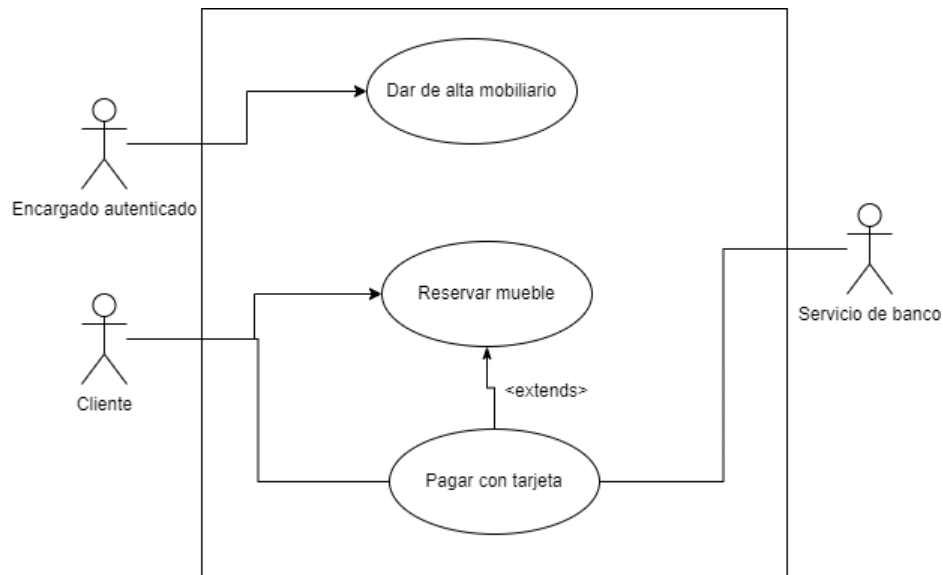 Dar de alta mobiliario
Encargado autenticado
Reservar mueble
Servicio de banco
<extends>
Cliente
Pagar con tarjeta